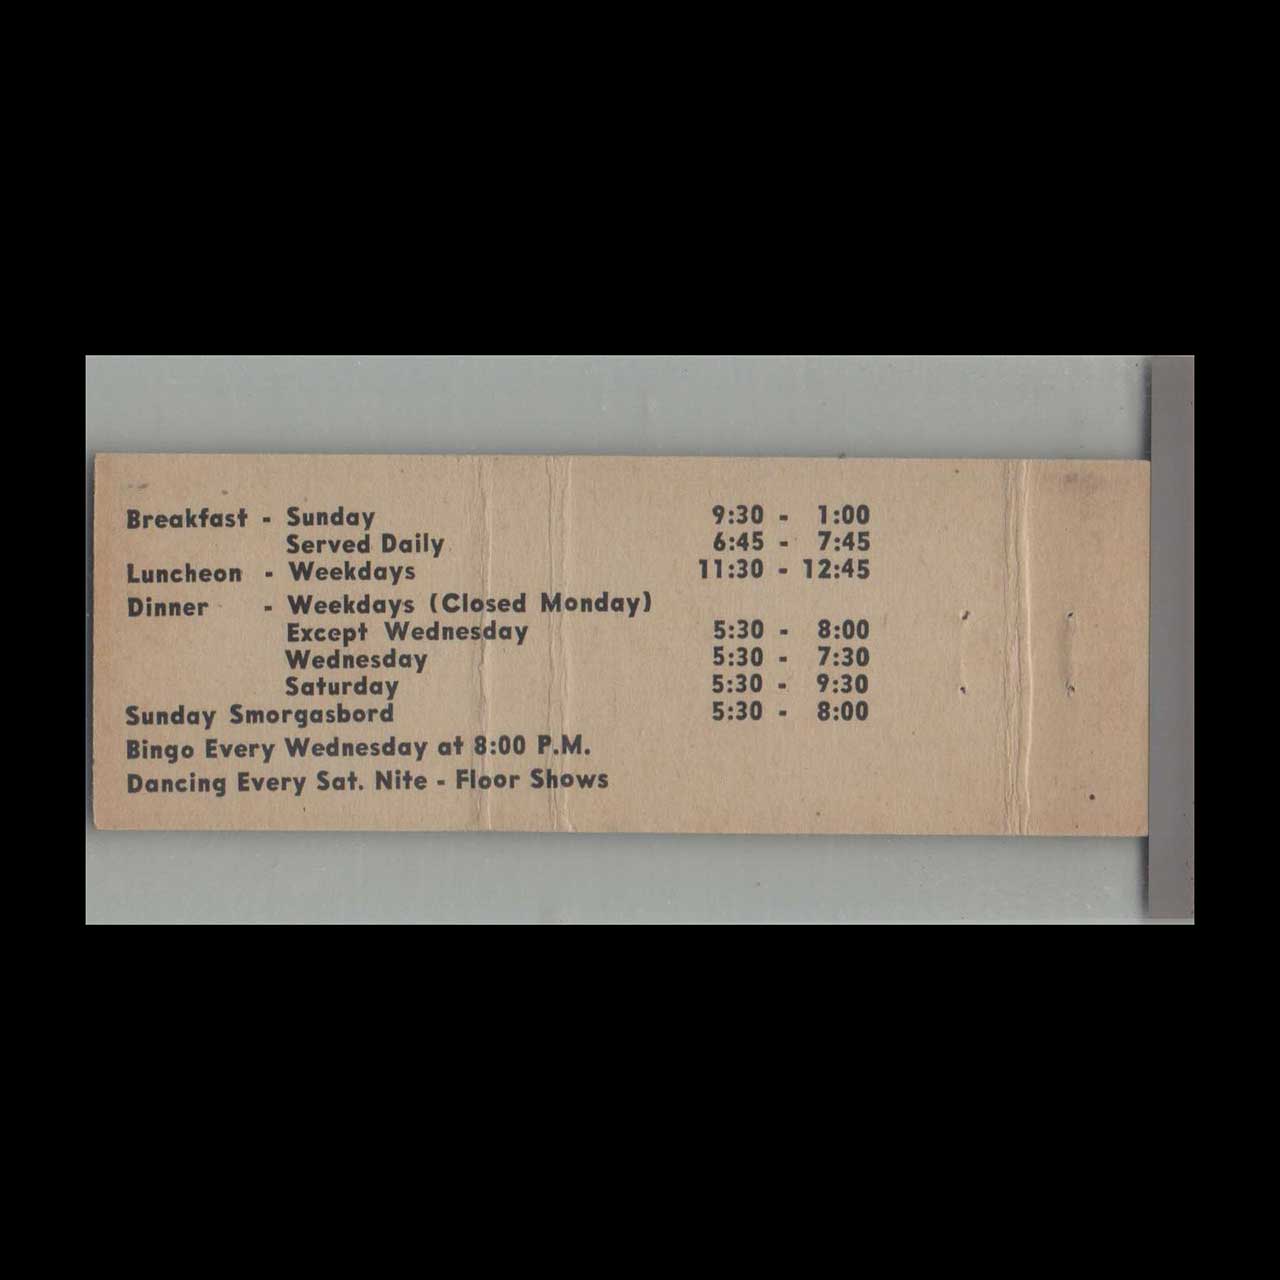 Breakfast - Sunday 9:30 - 1:00
Served Daily 6:45 - 7:45
Luncheon - Weekdays 11:30 - 12:45
Dinner - Weekdays (Closed Monday)
Except Wednesday 5:30 - 8:00
Wednesday 5:30 - 7:30
Saturday 5:30 - 9:30
Sunday Smorgasbord 5:30 - 8:00
Bingo Every Wednesday at 8:00 P.M.
Dancing Every Sat. Nite - Floor Shows